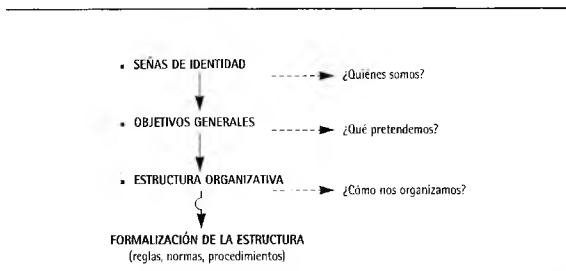 ▪ SEÑAS DE IDENTIDAD ¿Quiénes somos?
▪ OBJETIVOS GENERALES ¿Qué pretendemos?
▪ ESTRUCTURA ORGANIZATIVA ¿Cómo nos organizamos?
FORMALIZACIÓN DE LA ESTRUCTURA
(reglas, normas, procedimientos)